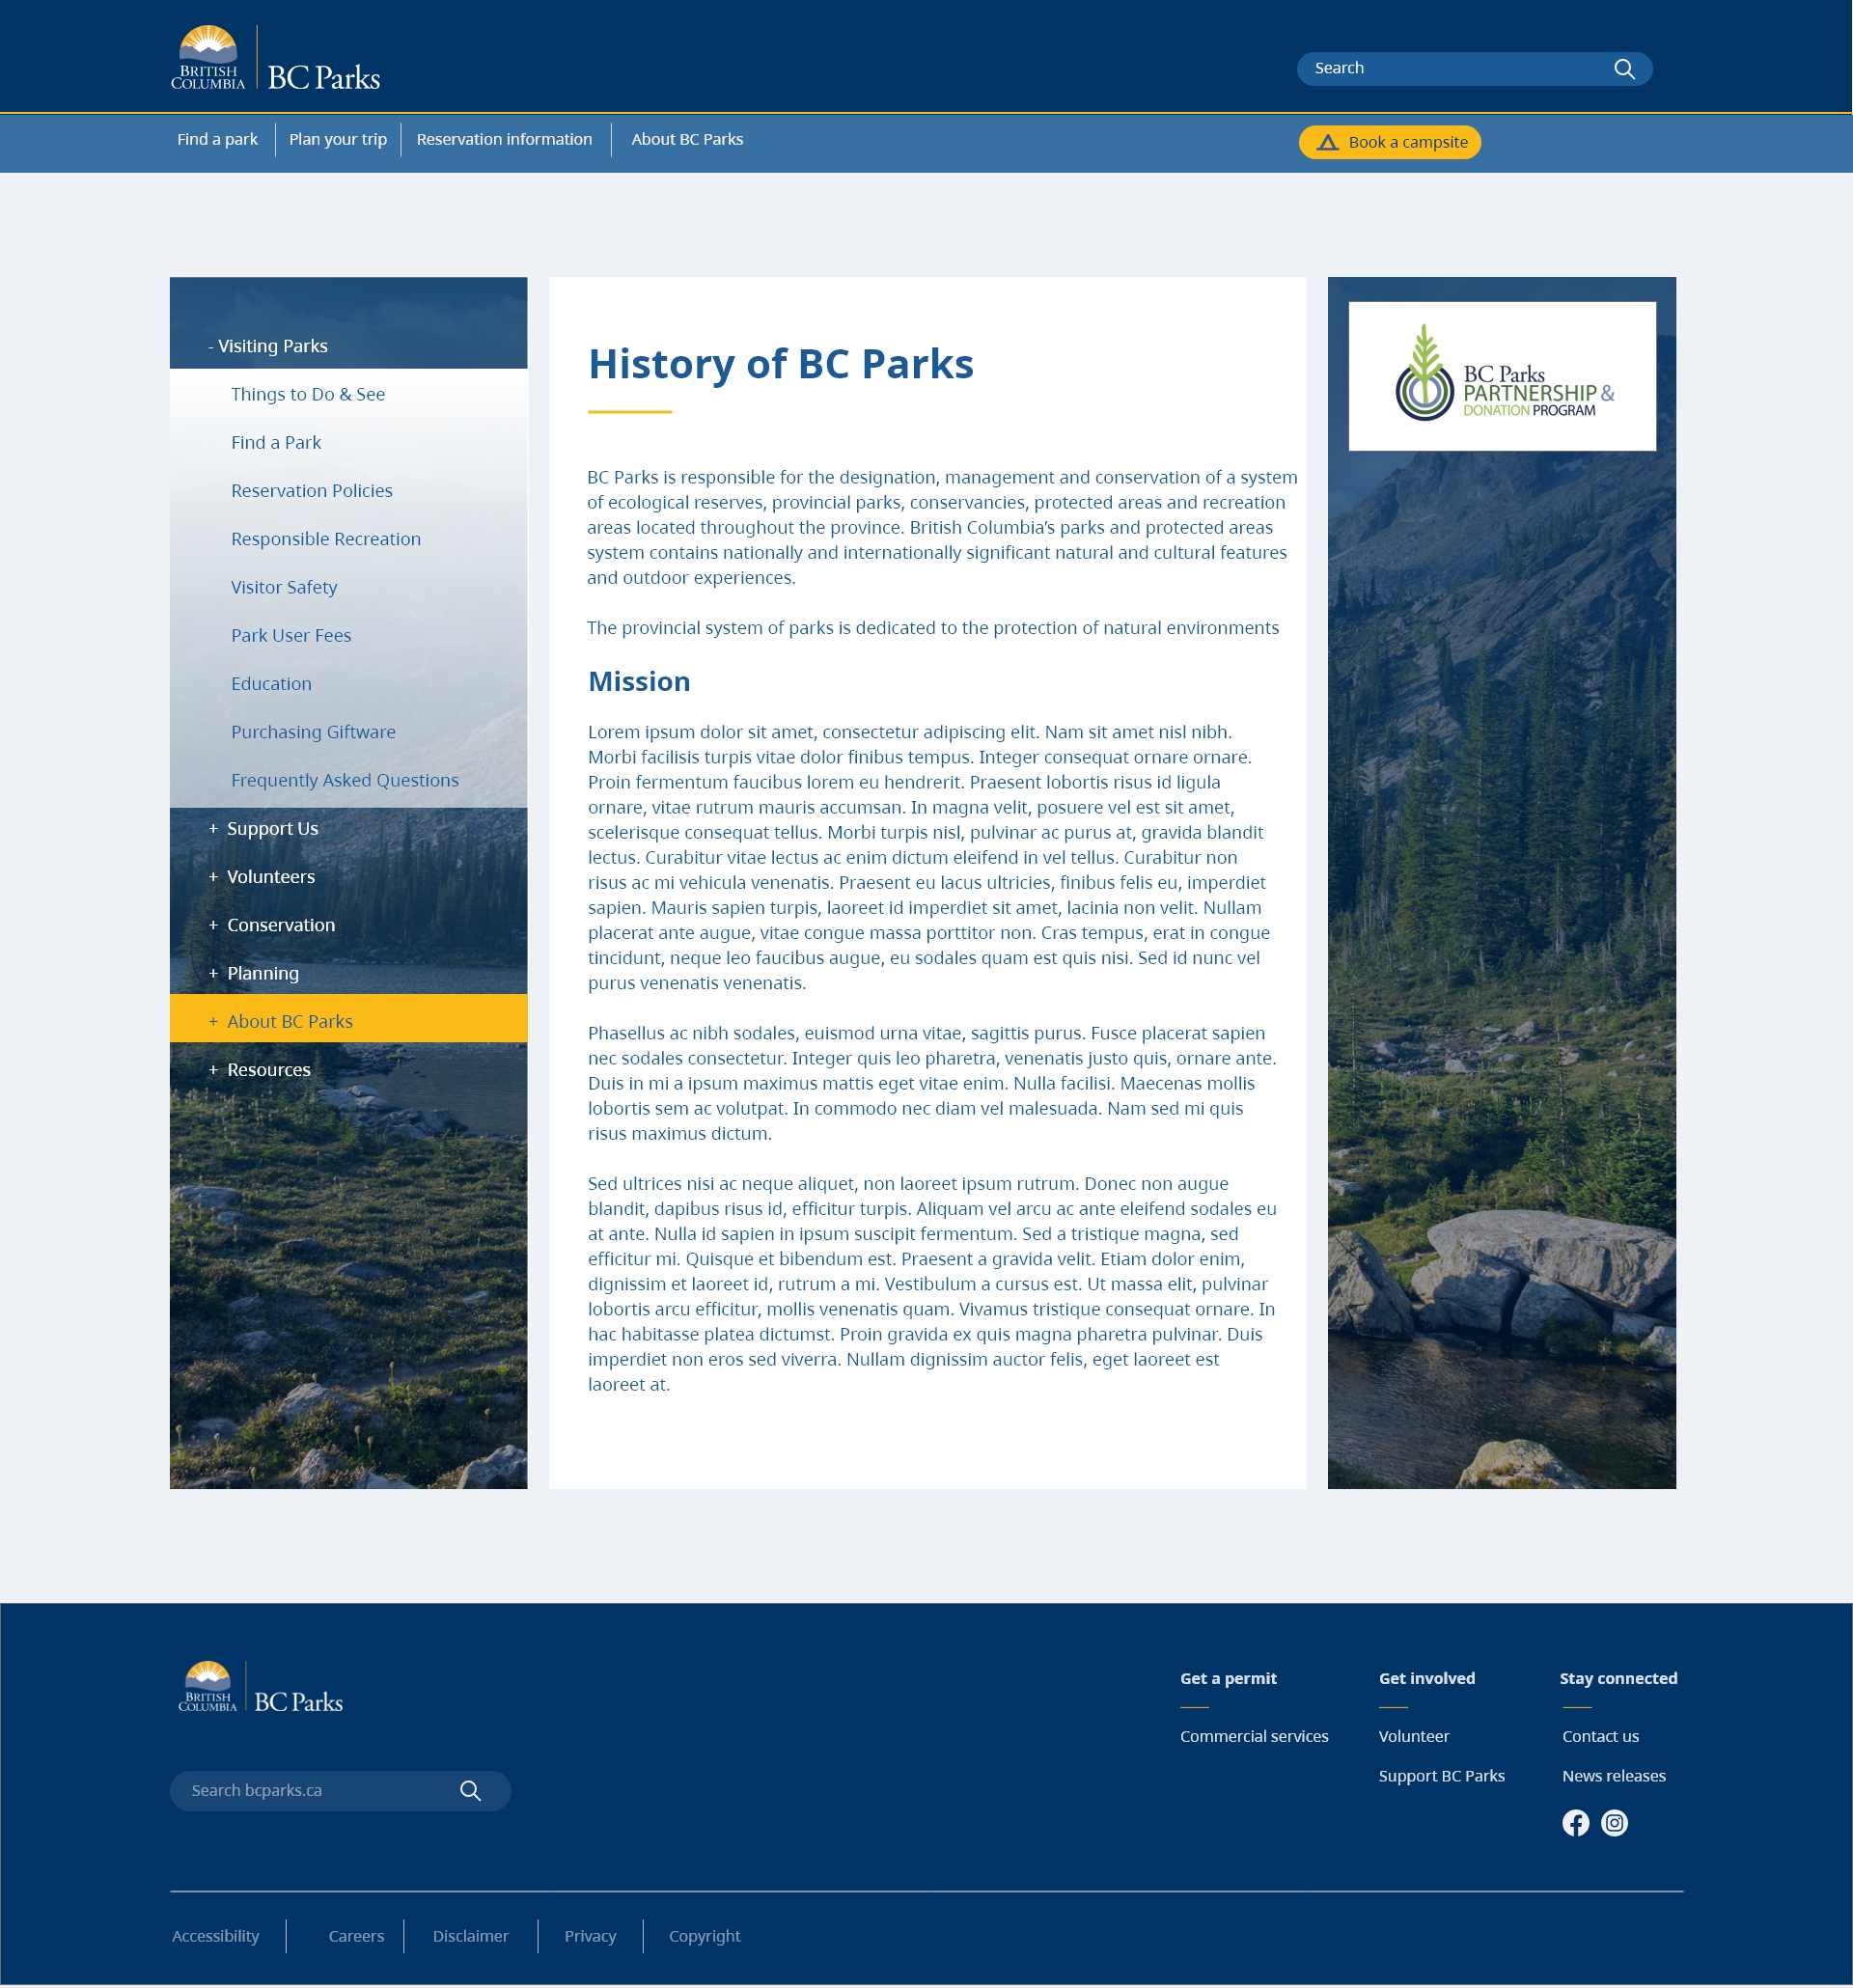 BRITISH
COLUMBIA
BC Parks
Search
Find a park
Plan your trip
Reservation information
About BC Parks
Book a campsite
- Visiting Parks
Things to Do & See
Find a Park
Reservation Policies
Responsible Recreation
Visitor Safety
Park User Fees
Education
Purchasing Giftware
Frequently Asked Questions
+ Support Us
+ Volunteers
+ Conservation
+ Planning
+ About BC Parks
+ Resources
History of BC Parks
BC Parks is responsible for the designation, management and conservation of a system
of ecological reserves, provincial parks, conservancies, protected areas and recreation
areas located throughout the province. British Columbia’s parks and protected areas
system contains nationally and internationally significant natural and cultural features
and outdoor experiences.
The provincial system of parks is dedicated to the protection of natural environments
Mission
Lorem ipsum dolor sit amet, consectetur adipiscing elit. Nam sit amet nisl nibh.
Morbi facilisis turpis vitae dolor finibus tempus. Integer consequat ornare ornare.
Proin fermentum faucibus lorem eu hendrerit. Praesent lobortis risus id ligula
ornare, vitae rutrum mauris accumsan. In magna velit, posuere vel est sit amet,
scelerisque consequat tellus. Morbi turpis nisl, pulvinar ac purus at, gravida blandit
lectus. Curabitur vitae lectus ac enim dictum eleifend in vel tellus. Curabitur non
risus ac mi vehicula venenatis. Praesent eu lacus ultricies, finibus felis eu, imperdiet
sapien. Mauris sapien turpis, laoreet id imperdiet sit amet, lacinia non velit. Nullam
placerat ante augue, vitae congue massa porttitor non. Cras tempus, erat in congue
tincidunt, neque leo faucibus augue, eu sodales quam est quis nisi. Sed id nunc vel
purus venenatis venenatis.
Phasellus ac nibh sodales, euismod urna vitae, sagittis purus. Fusce placerat sapien
nec sodales consectetur. Integer quis leo pharetra, venenatis justo quis, ornare ante.
Duis in mi a ipsum maximus mattis eget vitae enim. Nulla facilisi. Maecenas mollis
lobortis sem ac volutpat. In commodo nec diam vel malesuada. Nam sed mi quis
risus maximus dictum.
Sed ultrices nisi ac neque aliquet, non laoreet ipsum rutrum. Donec non augue
blandit, dapibus risus id, efficitur turpis. Aliquam vel arcu ac ante eleifend sodales eu
at ante. Nulla id sapien in ipsum suscipit fermentum. Sed a tristique magna, sed
efficitur mi. Quisque et bibendum est. Praesent a gravida velit. Etiam dolor enim,
dignissim et laoreet id, rutrum a mi. Vestibulum a cursus est. Ut massa elit, pulvinar
lobortis arcu efficitur, mollis venenatis quam. Vivamus tristique consequat ornare. In
hac habitasse platea dictumst. Proin gravida ex quis magna pharetra pulvinar. Duis
imperdiet non eros sed viverra. Nullam dignissim auctor felis, eget laoreet est
laoreet at.
BC Parks
PARTNERSHIP &
DONATION PROGRAM
BRITISH
COLUMBIA
BC Parks
Search bcparks.ca
Get a permit
Commercial services
Get involved
Volunteer
Support BC Parks
Stay connected
Contact us
News releases
Accessibility
Careers
Disclaimer
Privacy
Copyright